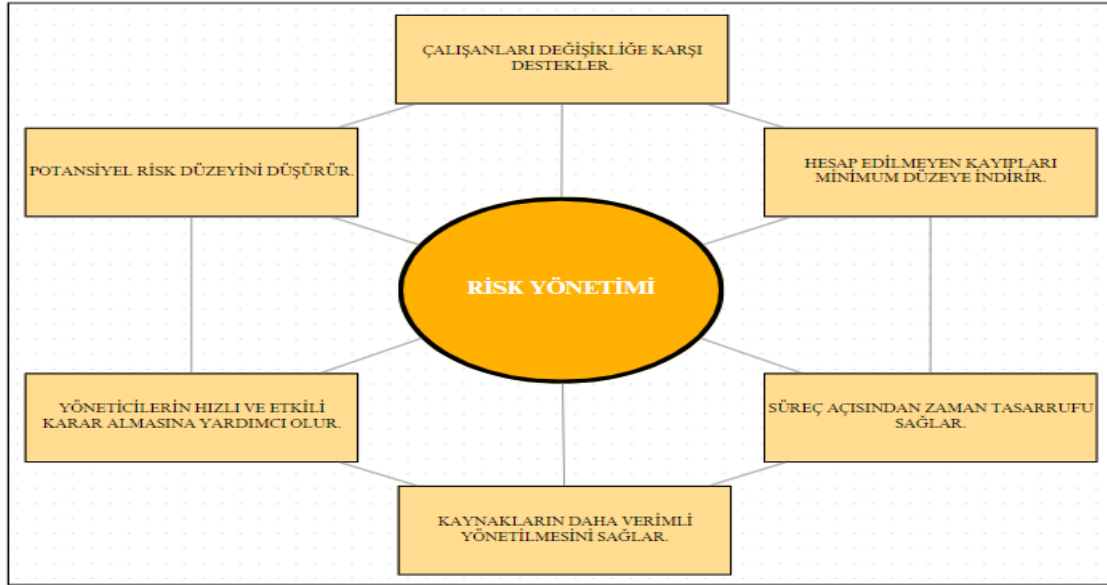 ÇALIŞANLARI DEĞİŞİKLİĞE KARŞI
DESTEKLER.
POTANSİYEL RİSK DÜZEYİNİ DÜŞÜRÜR.
HESAP EDİLMEYEN KAYIPLARI
MİNİMUM DÜZEYE İNDİRİR.
RİSK YÖNETİMİ
YÖNETİCİLERİN HIZLI VE ETKİLİ
KARAR ALMASINA YARDIMCI OLUR.
SÜREÇ AÇISINDAN ZAMAN TASARRUFU
SAĞLAR.
KAYNAKLARIN DAHA VERİMLİ
YÖNETİLMESİNİ SAĞLAR.